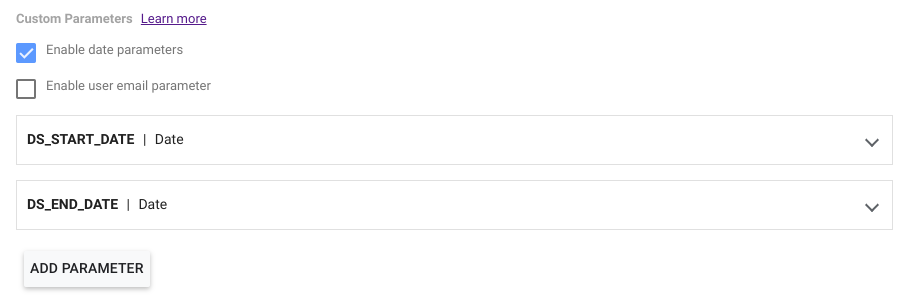 Custom Parameters Learn more
Enable date parameters
Enable user email parameter
DS_START_DATE | Date
DS_END_DATE | Date
ADD PARAMETER